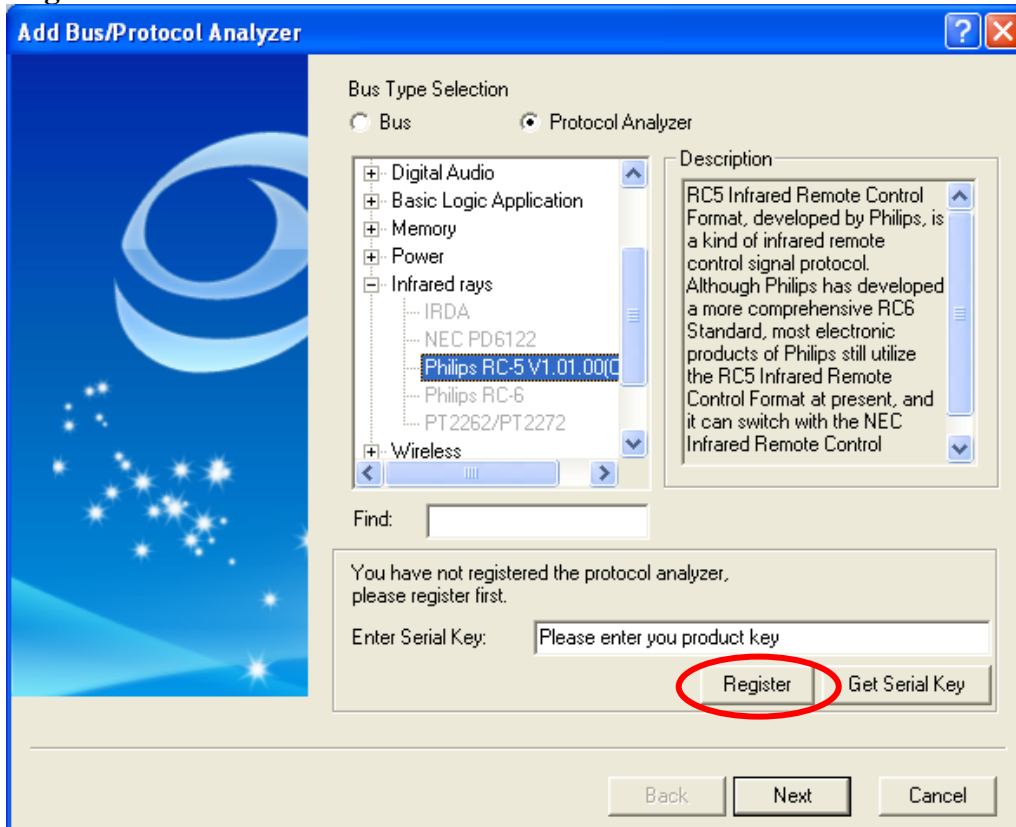 Add Bus/Protocol Analyzer
Bus Type Selection
Bus
Protocol Analyzer
Digital Audio
Basic Logic Application
Memory
Power
Infrared rays
IRDA
NEC PD6122
Philips RC-5 V1.01.00(C
Philips RC-6
PT2262/PT2272
Wireless
Description
RC5 Infrared Remote Control
Format, developed by Philips, is
a kind of infrared remote
control signal protocol.
Although Philips has developed
a more comprehensive RC6
Standard, most electronic
products of Philips still utilize
the RC5 Infrared Remote
Control Format at present, and
it can switch with the NEC
Infrared Remote Control
Find:
You have not registered the protocol analyzer,
please register first.
Enter Serial Key:
Please enter you product key
Register
Get Serial Key
Back
Next
Cancel